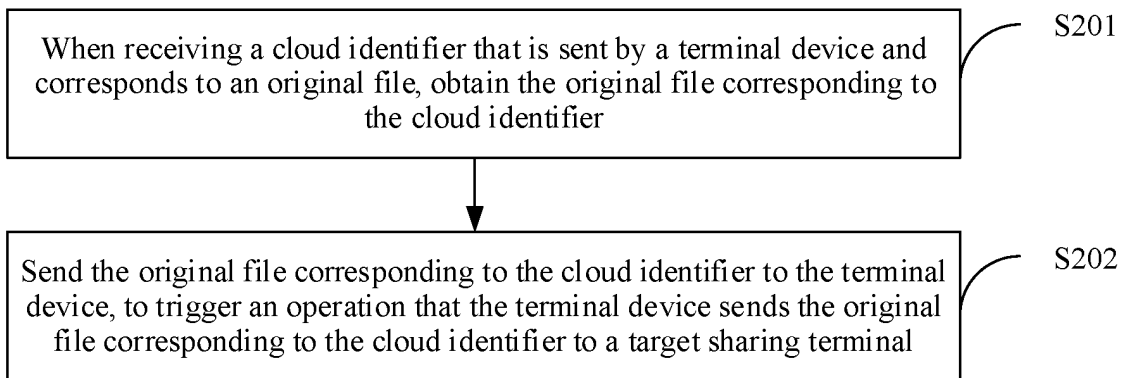 When receiving a cloud identifier that is sent by a terminal device and
corresponds to an original file, obtain the original file corresponding to
the cloud identifier
S201
Send the original file corresponding to the cloud identifier to the terminal
device, to trigger an operation that the terminal device sends the original
file corresponding to the cloud identifier to a target sharing terminal
S202